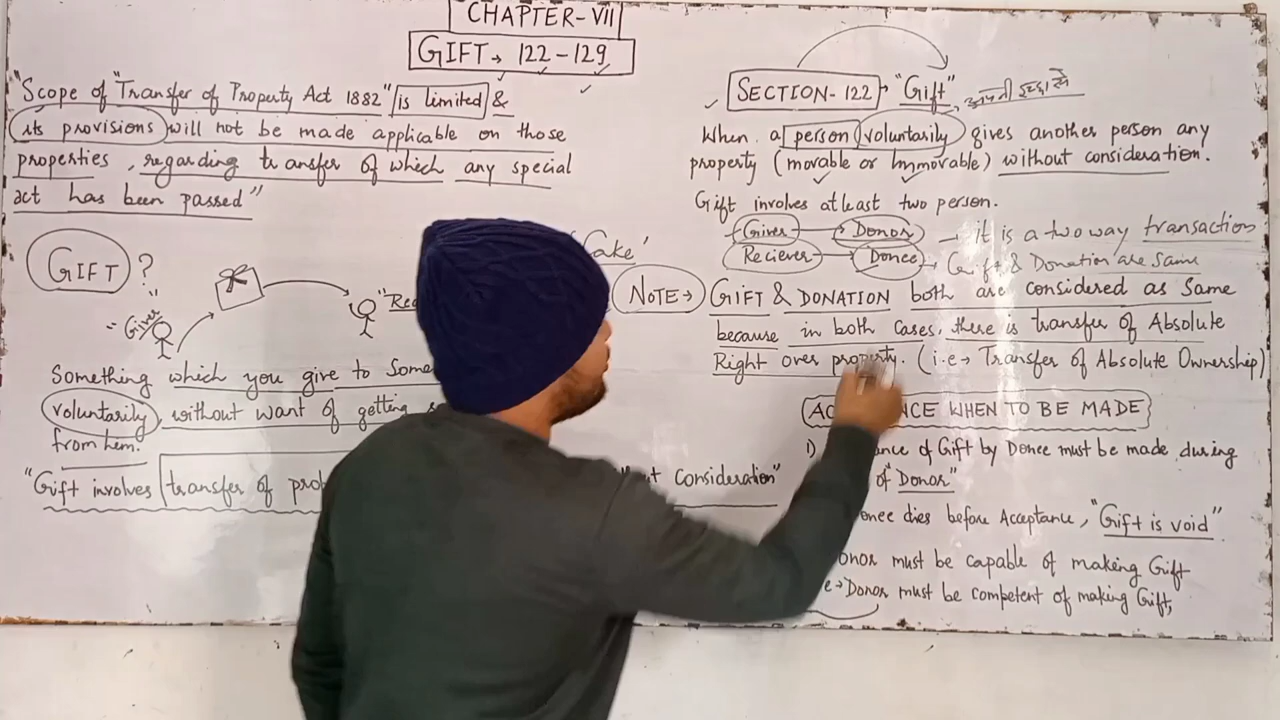 CHAPTER-VII
GIFT → 122-129
"Scope of "Transfer of Property Act 1882" is limited &
its provisions will not be made applicable on those
properties, regarding transfer of which any special
act has been passed"
GIFT ?
"Giver"
Something which you give to
voluntarily, without want of getting
from hem.
"Gift involves transfer of
consideration"
SECTION-122 → "Gift"
When a person voluntarily gives another person any
property (movable or Immovable) without consideration.
Gift involves atleast two person.
Giver → Donor → it is a two way transaction
Reciever → Donee → Gift & Donation are same
NOTE→ GIFT & DONATION both are considered as same
because in both cases, there is transfer of Absolute
Right over property. (i.e→ Transfer of Absolute Ownership)
WHEN TO BE MADE
1) of Gift by Donee must be made during
of "Donor"
dies before Acceptance, "Gift is void"
must be capable of making Gift
→ Donor must be competent of making Gift,